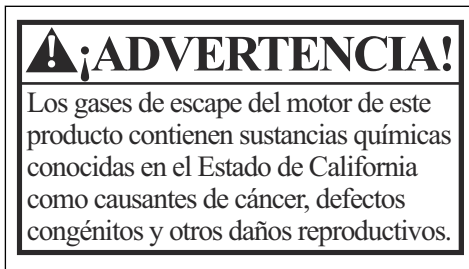 ¡ADVERTENCIA!
Los gases de escape del motor de este
producto contienen sustancias químicas
conocidas en el Estado de California
como causantes de cáncer, defectos
congénitos y otros daños reproductivos.